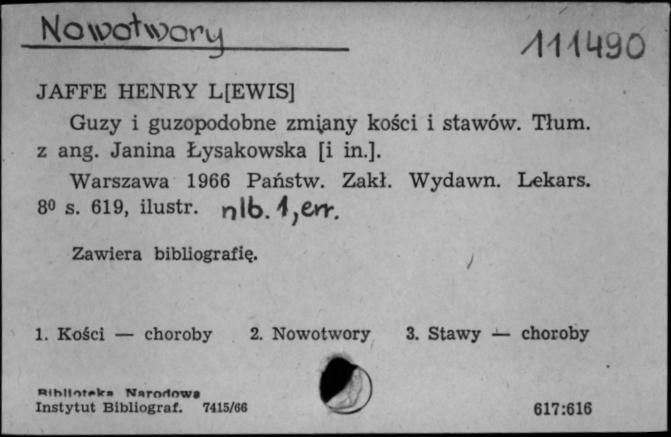 Nowotwory
111490
JAFFE HENRY L[EWIS]
Guzy i guzopodobne zmiany kości i stawów. Tłum.
z ang. Janina Łysakowska [i in.].
Warszawa 1966 Państw. Zakł. Wydawn. Lekars.
8⁰ s. 619, ilustr. nlb. 1, err.
Zawiera bibliografię.
1. Kości — choroby 2. Nowotwory 3. Stawy — choroby
Biblioteka Narodowa
Instytut Bibliograf. 7415/66
617:616